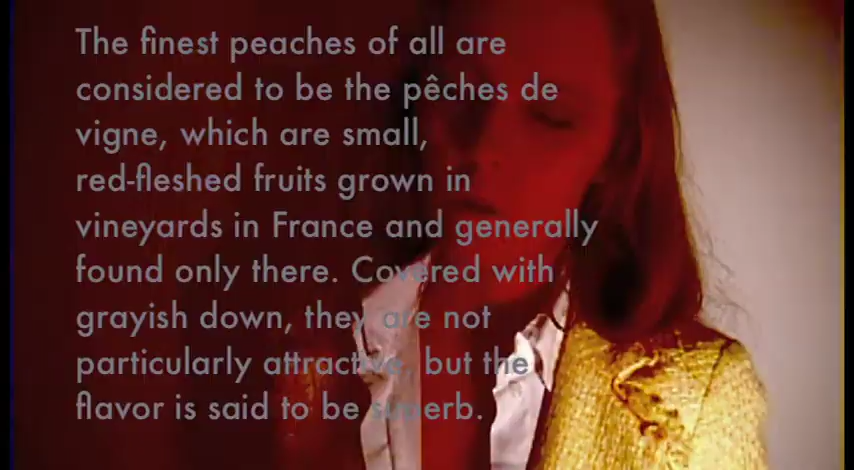 The finest peaches of all are
considered to be the pêches de
vigne, which are small,
red-fleshed fruits grown in
vineyards in France and generally
found only there. Covered with
grayish down, they are not
particularly attractive, but the
flavor is said to be superb.